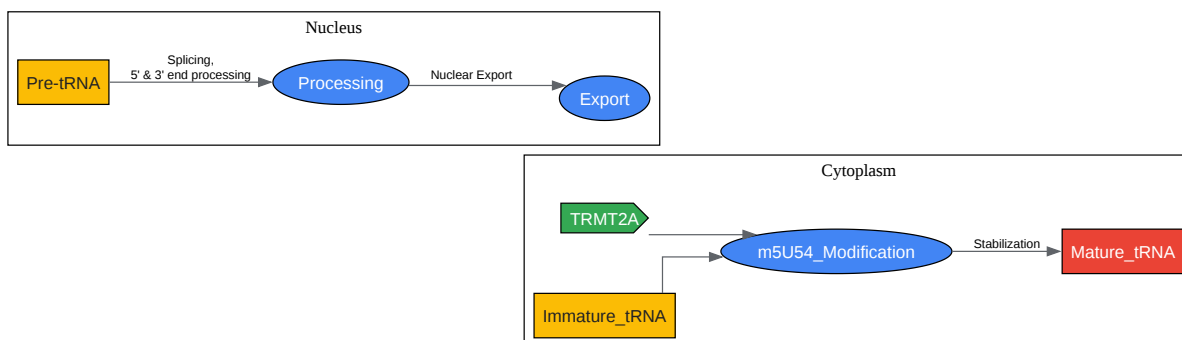 Nucleus
Pre-tRNA
Splicing,
5' & 3' end processing
Processing
Nuclear Export
Export
Cytoplasm
TRMT2A
m5U54_Modification
Stabilization
Mature_tRNA
Immature_tRNA